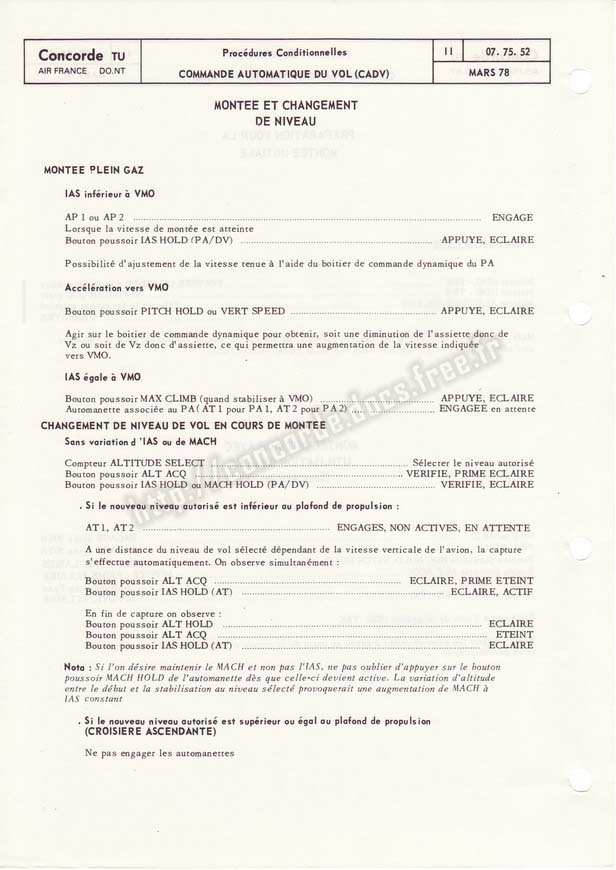 Concorde TU
AIR FRANCE DO.NT
Procédures Conditionnelles
COMMANDE AUTOMATIQUE DU VOL (CADV)
11
07. 75. 52
MARS 78
MONTEE ET CHANGEMENT
DE NIVEAU
MONTEE PLEIN GAZ
IAS inférieur à VMO
AP 1 ou AP 2 ........ ENGAGE
Lorsque la vitesse de montée est atteinte
Bouton poussoir IAS HOLD (PA/DV) ........ APPUYE, ECLAIRE
Possibilité d'ajustement de la vitesse tenue à l'aide du boitier de commande dynamique du PA
Accélération vers VMO
Bouton poussoir PITCH HOLD ou VERT SPEED ........ APPUYE, ECLAIRE
Agir sur le boitier de commande dynamique pour obtenir, soit une diminution de l'assiette donc de
Vz ou soit de Vz donc d'assiette, ce qui permettra une augmentation de la vitesse indiquée
vers VMO.
IAS égale à VMO
Bouton poussoir MAX CLIMB (quand stabiliser à VMO) ........ APPUYE, ECLAIRE
Automanette associée au PA (AT 1 pour PA 1, AT 2 pour PA 2) ........ ENGAGEE en attente
CHANGEMENT DE NIVEAU DE VOL EN COURS DE MONTEE
Sans variation d 'IAS ou de MACH
Compteur ALTITUDE SELECT ........ Sélecter le niveau autorisé
Bouton poussoir ALT ACQ ........ VERIFIE, PRIME ECLAIRE
Bouton poussoir IAS HOLD ou MACH HOLD (PA/DV) ........ VERIFIE, ECLAIRE
. Si le nouveau niveau autorisé est inférieur au plafond de propulsion :
AT 1, AT 2 ........ ENGAGES, NON ACTIVES, EN ATTENTE
A une distance du niveau de vol sélecté dépendant de la vitesse verticale de l'avion, la capture
s'effectue automatiquement. On observe simultanément :
Bouton poussoir ALT ACQ ........ ECLAIRE, PRIME ETEINT
Bouton poussoir IAS HOLD (AT) ........ ECLAIRE, ACTIF
En fin de capture on observe :
Bouton poussoir ALT HOLD ........ ECLAIRE
Bouton poussoir ALT ACQ ........ ETEINT
Bouton poussoir IAS HOLD (AT) ........ ECLAIRE
Nota : Si l'on désire maintenir le MACH et non pas l'IAS, ne pas oublier d'appuyer sur le bouton
poussoir MACH HOLD de l'automanette dès que celle-ci devient active. La variation d'altitude
entre le début et la stabilisation au niveau sélecté provoquerait une augmentation de MACH à
IAS constant
. Si le nouveau niveau autorisé est supérieur ou égal au plafond de propulsion
(CROISIERE ASCENDANTE)
Ne pas engager les automanettes
http://concorde.docs.free.fr